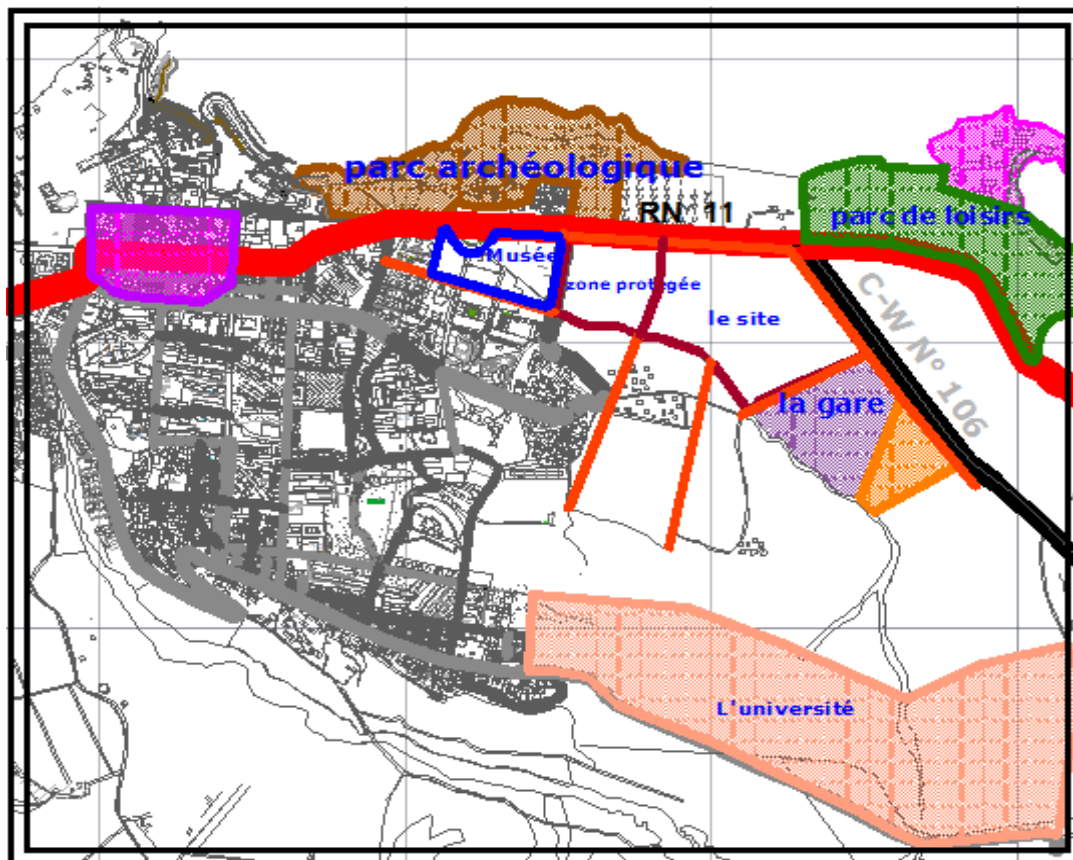 parc archéologique
RN 11
parc de loisirs
Musée
zone protégée
le site
C-W N° 106
la gare
L'université